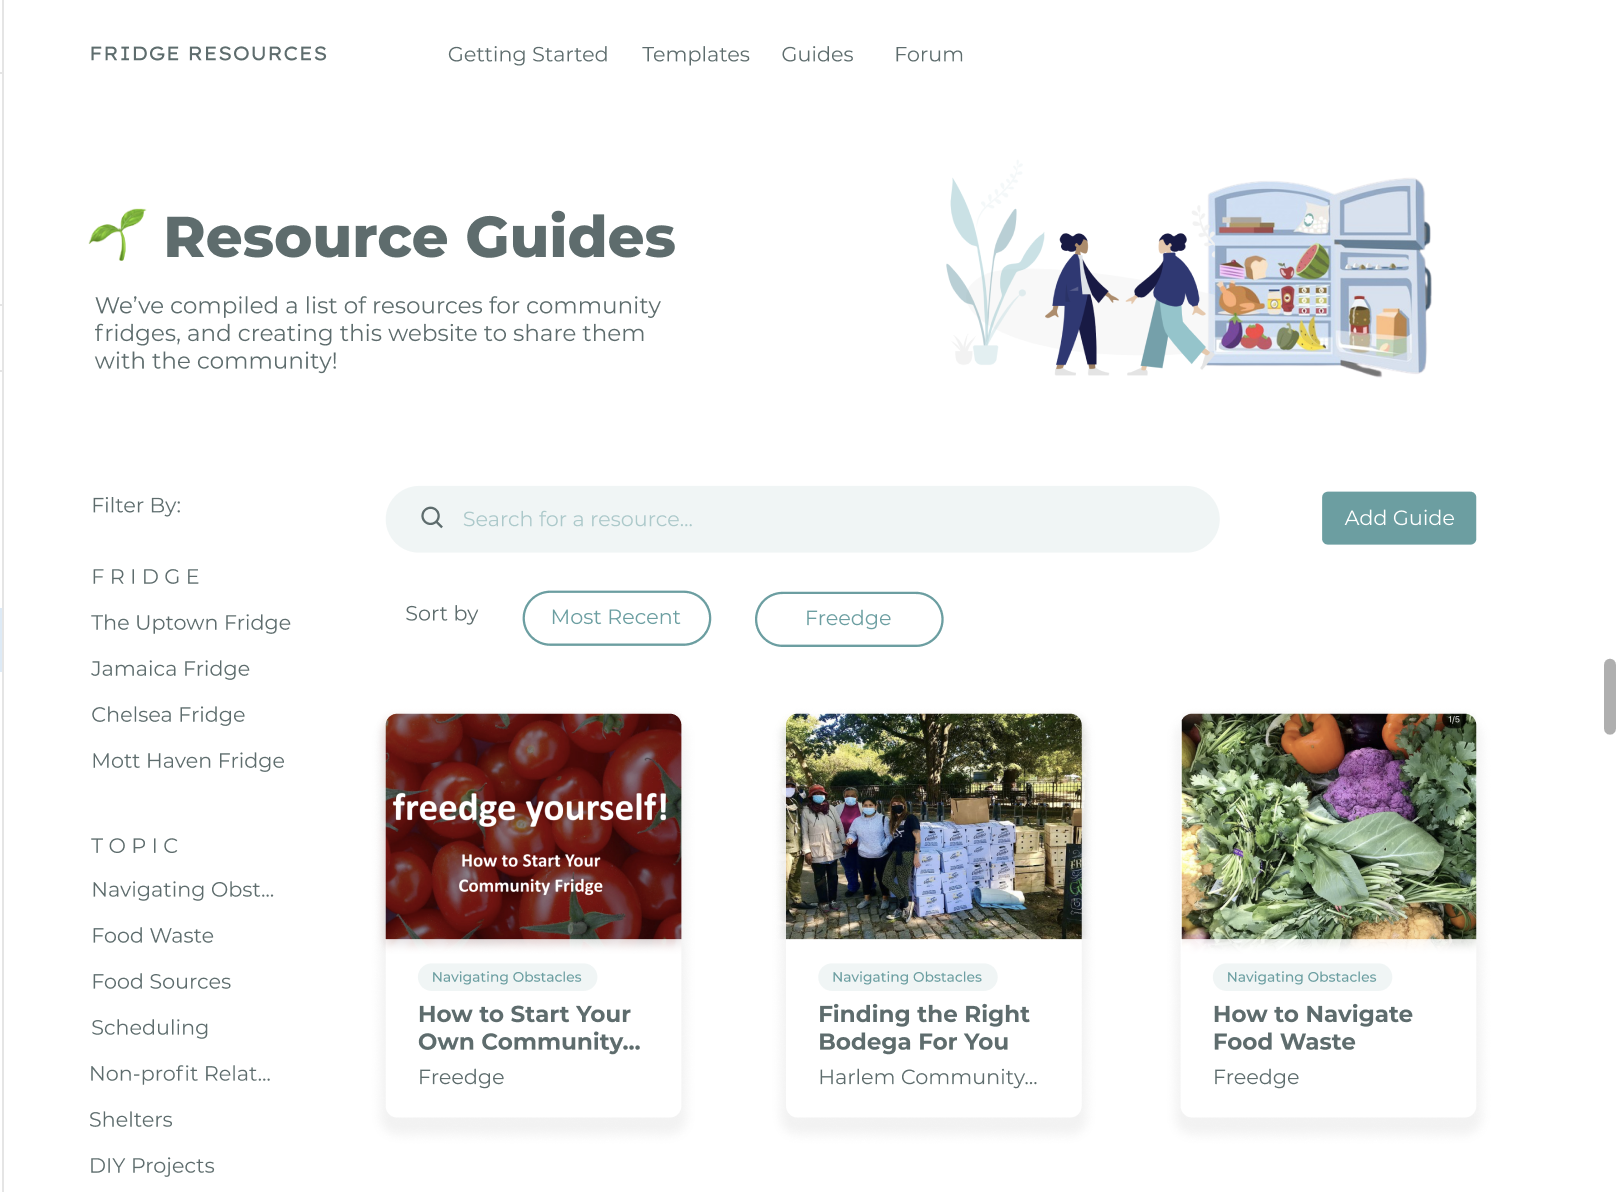 FRIDGE RESOURCES
Getting Started Templates Guides Forum
Resource Guides
We've compiled a list of resources for community
fridges, and creating this website to share them
with the community!
Filter By:
FRIDGE
The Uptown Fridge
Jamaica Fridge
Chelsea Fridge
Mott Haven Fridge
TOPIC
Navigating Obst...
Food Waste
Food Sources
Scheduling
Non-profit Relat...
Shelters
DIY Projects
Search for a resource...
Add Guide
Sort by
Most Recent
Freedge
freedge yourself!
How to Start Your
Community Fridge
Navigating Obstacles
How to Start Your
Own Community...
Freedge
Navigating Obstacles
Finding the Right
Bodega For You
Harlem Community...
1/5
Navigating Obstacles
How to Navigate
Food Waste
Freedge